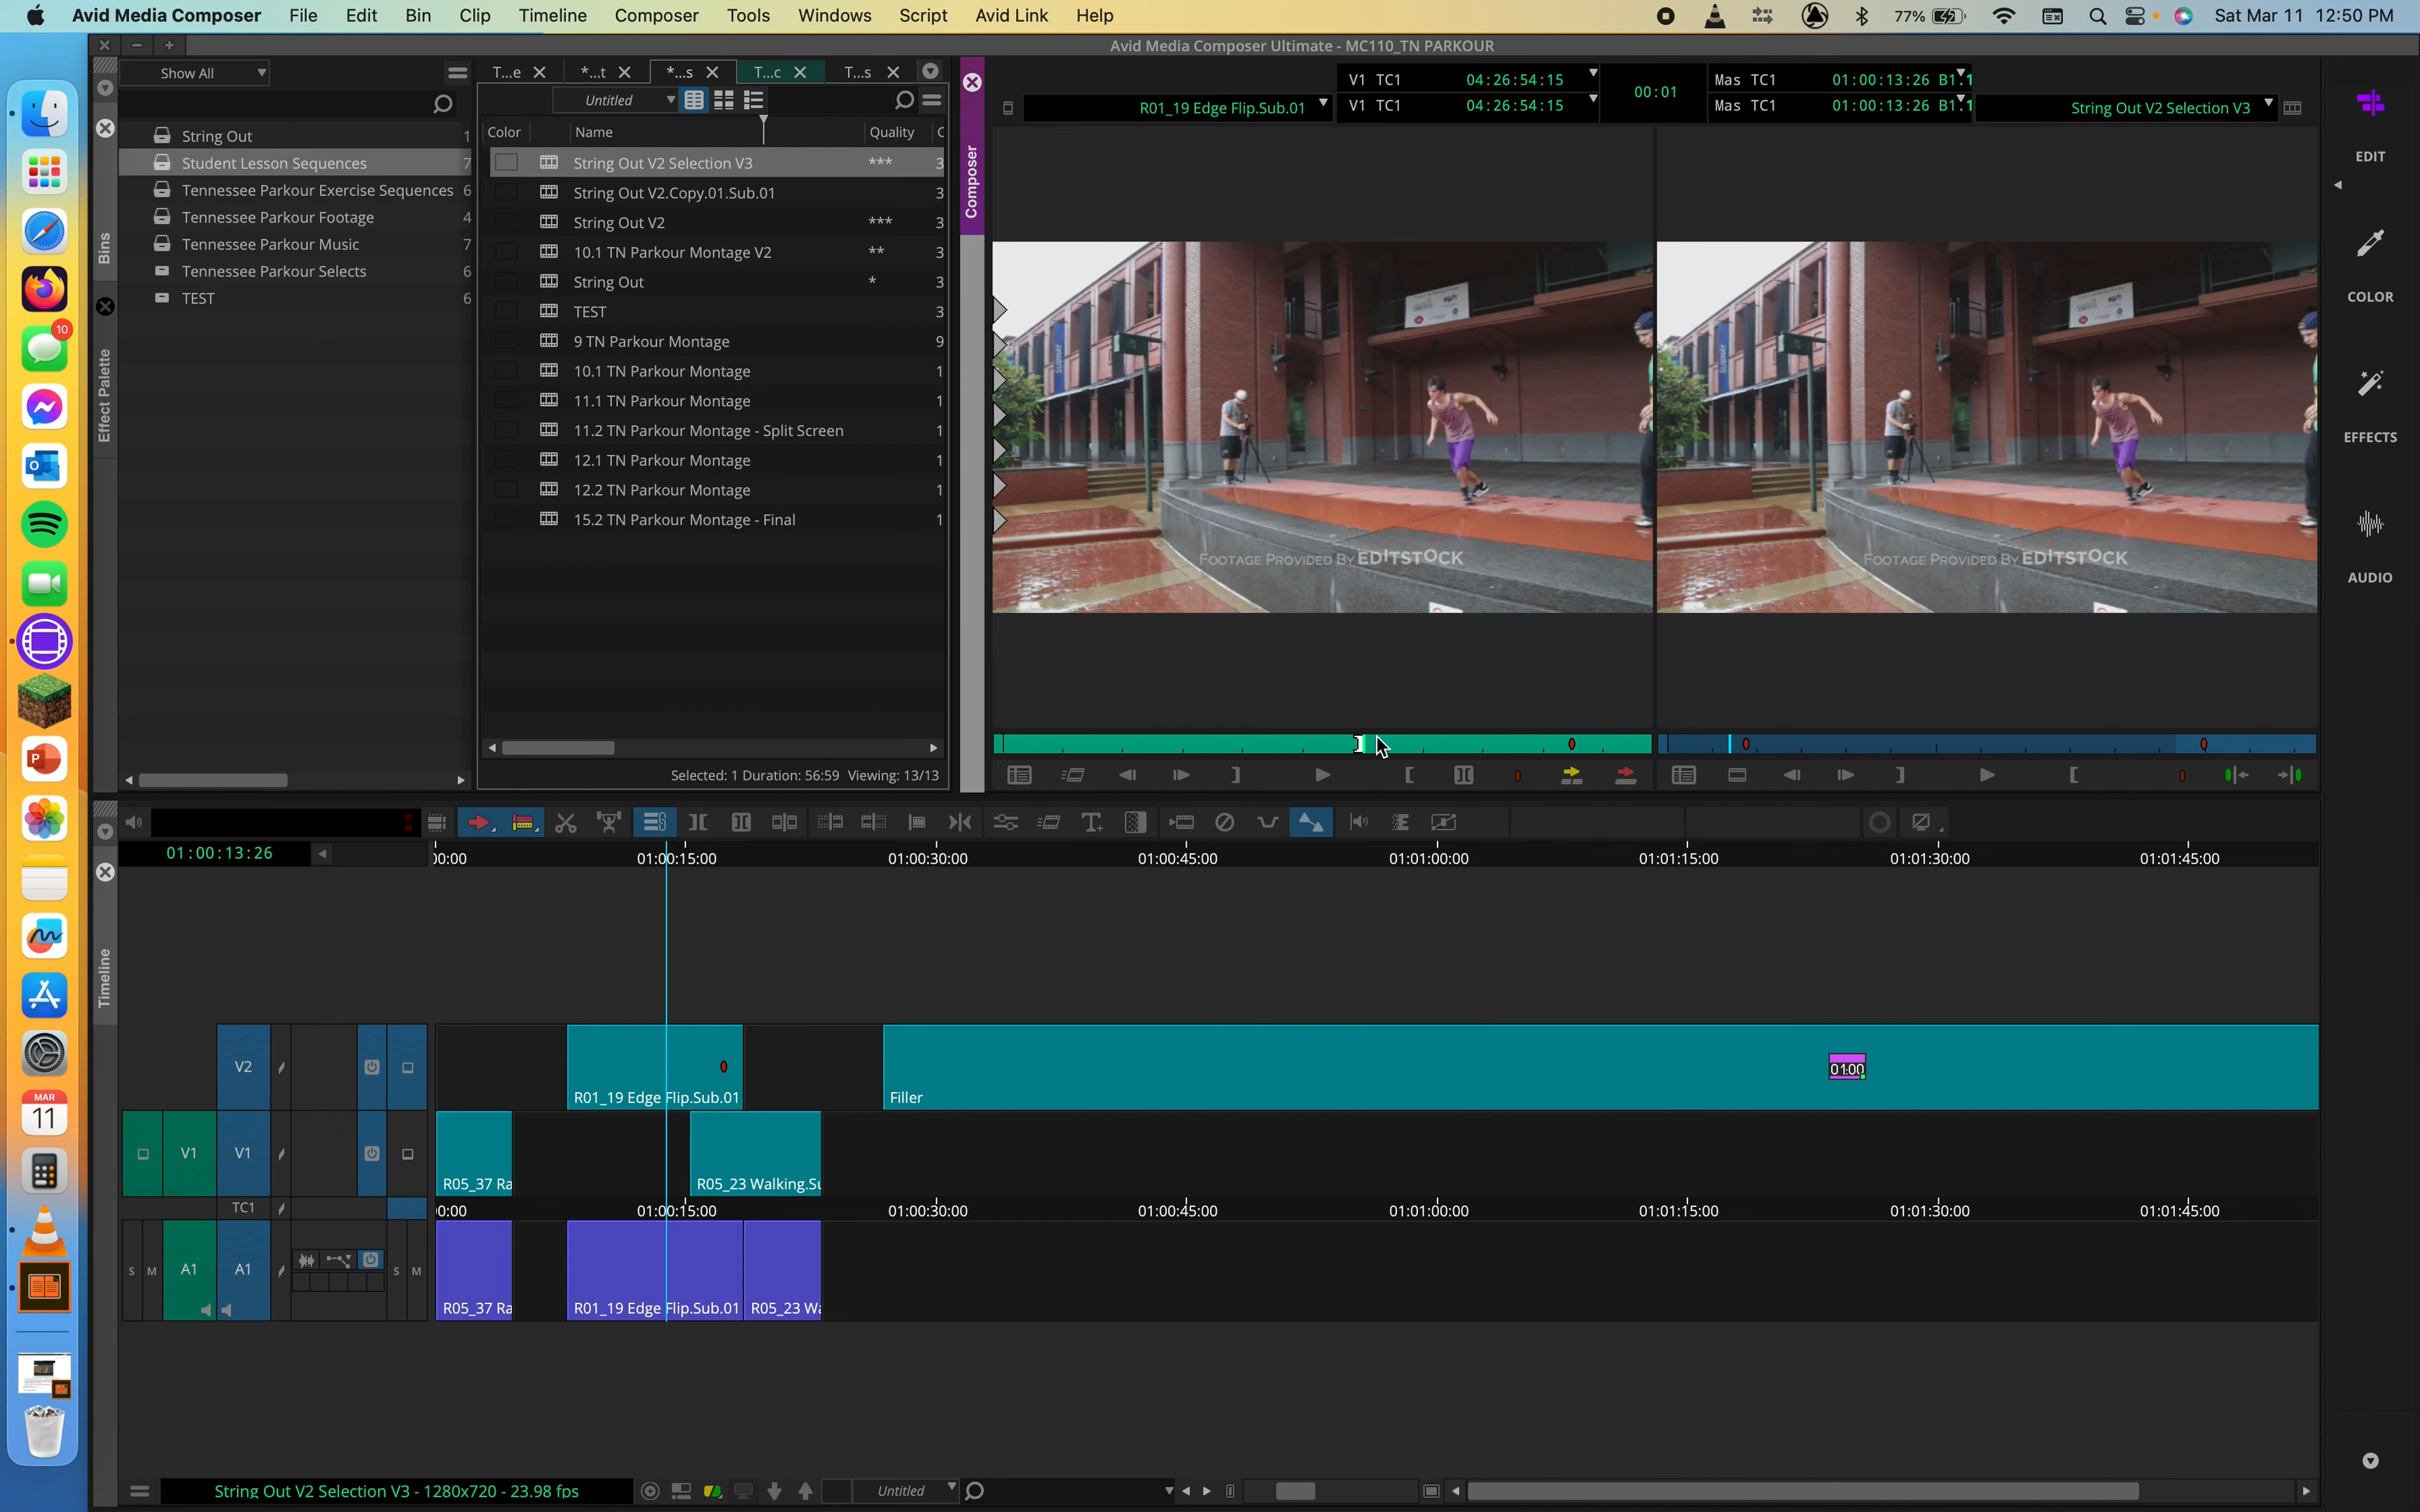 Avid Media Composer File Edit Bin Clip Timeline Composer Tools Windows Script Avid Link Help 77% Sat Mar 11 12:50 PM
Avid Media Composer Ultimate - MC110_TN PARKOUR
Show All
String Out 1
Student Lesson Sequences 7
Tennessee Parkour Exercise Sequences 6
Tennessee Parkour Footage 4
Tennessee Parkour Music 7
Tennessee Parkour Selects 6
TEST 6
Bins
Effect Palette
T...e *...t *...s T...c T...s
Untitled
Color Name Quality C
String Out V2 Selection V3 *** 3
String Out V2.Copy.01.Sub.01 3
String Out V2 *** 3
10.1 TN Parkour Montage V2 ** 3
String Out * 3
TEST 3
9 TN Parkour Montage 9
10.1 TN Parkour Montage 1
11.1 TN Parkour Montage 1
11.2 TN Parkour Montage - Split Screen 1
12.1 TN Parkour Montage 1
12.2 TN Parkour Montage 1
15.2 TN Parkour Montage - Final 1
Selected: 1 Duration: 56:59 Viewing: 13/13
Composer
R01_19 Edge Flip.Sub.01
V1 TC1 04:26:54:15
V1 TC1 04:26:54:15
00:01
Mas TC1 01:00:13:26 B1.1
Mas TC1 01:00:13:26 B1.1
String Out V2 Selection V3
SUBWAY
FOOTAGE PROVIDED BY EDITSTOCK
FOOTAGE PROVIDED BY EDITSTOCK
EDIT
COLOR
EFFECTS
AUDIO
10
MAR
11
Timeline
01:00:13:26
00:00 01:00:15:00 01:00:30:00 01:00:45:00 01:01:00:00 01:01:15:00 01:01:30:00 01:01:45:00
V2
R01_19 Edge Flip.Sub.01 Filler 01:00
V1 V1
R05_37 Ra R05_23 Walking.Su
TC1
00:00 01:00:15:00 01:00:30:00 01:00:45:00 01:01:00:00 01:01:15:00 01:01:30:00 01:01:45:00
S M A1 A1 S M
R05_37 Ra R01_19 Edge Flip.Sub.01 R05_23 Wa
String Out V2 Selection V3 - 1280x720 - 23.98 fps
Untitled